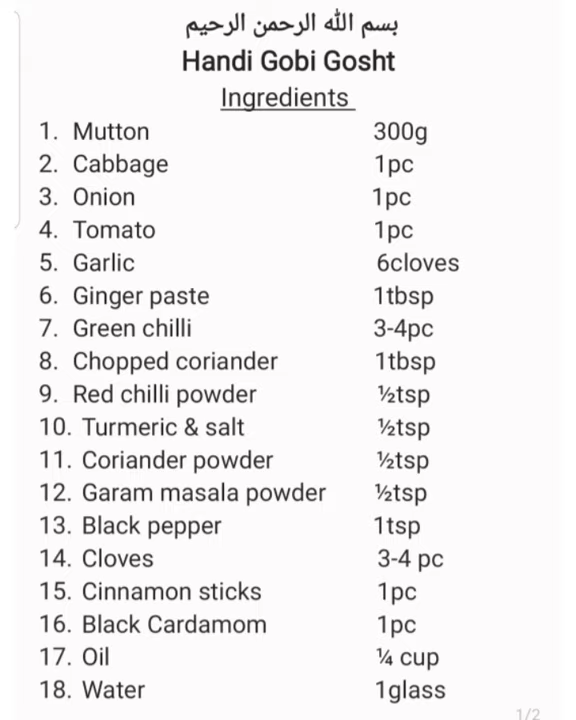 بسم الله الرحمن الرحيم
Handi Gobi Gosht
Ingredients
1. Mutton 300g
2. Cabbage 1pc
3. Onion 1pc
4. Tomato 1pc
5. Garlic 6cloves
6. Ginger paste 1tbsp
7. Green chilli 3-4pc
8. Chopped coriander 1tbsp
9. Red chilli powder ½tsp
10. Turmeric & salt ½tsp
11. Coriander powder ½tsp
12. Garam masala powder ½tsp
13. Black pepper 1tsp
14. Cloves 3-4 pc
15. Cinnamon sticks 1pc
16. Black Cardamom 1pc
17. Oil ¼ cup
18. Water 1glass
1/2